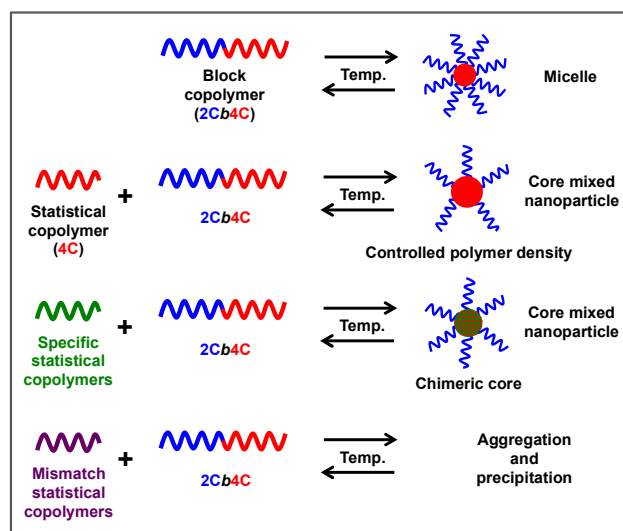 Block
copolymer
(2Cb4C)
Temp.
Micelle
+
Statistical
copolymer
(4C)
2Cb4C
Temp.
Core mixed
nanoparticle
Controlled polymer density
+
Specific
statistical
copolymers
2Cb4C
Temp.
Core mixed
nanoparticle
Chimeric core
+
Mismatch
statistical
copolymers
2Cb4C
Temp.
Aggregation
and
precipitation